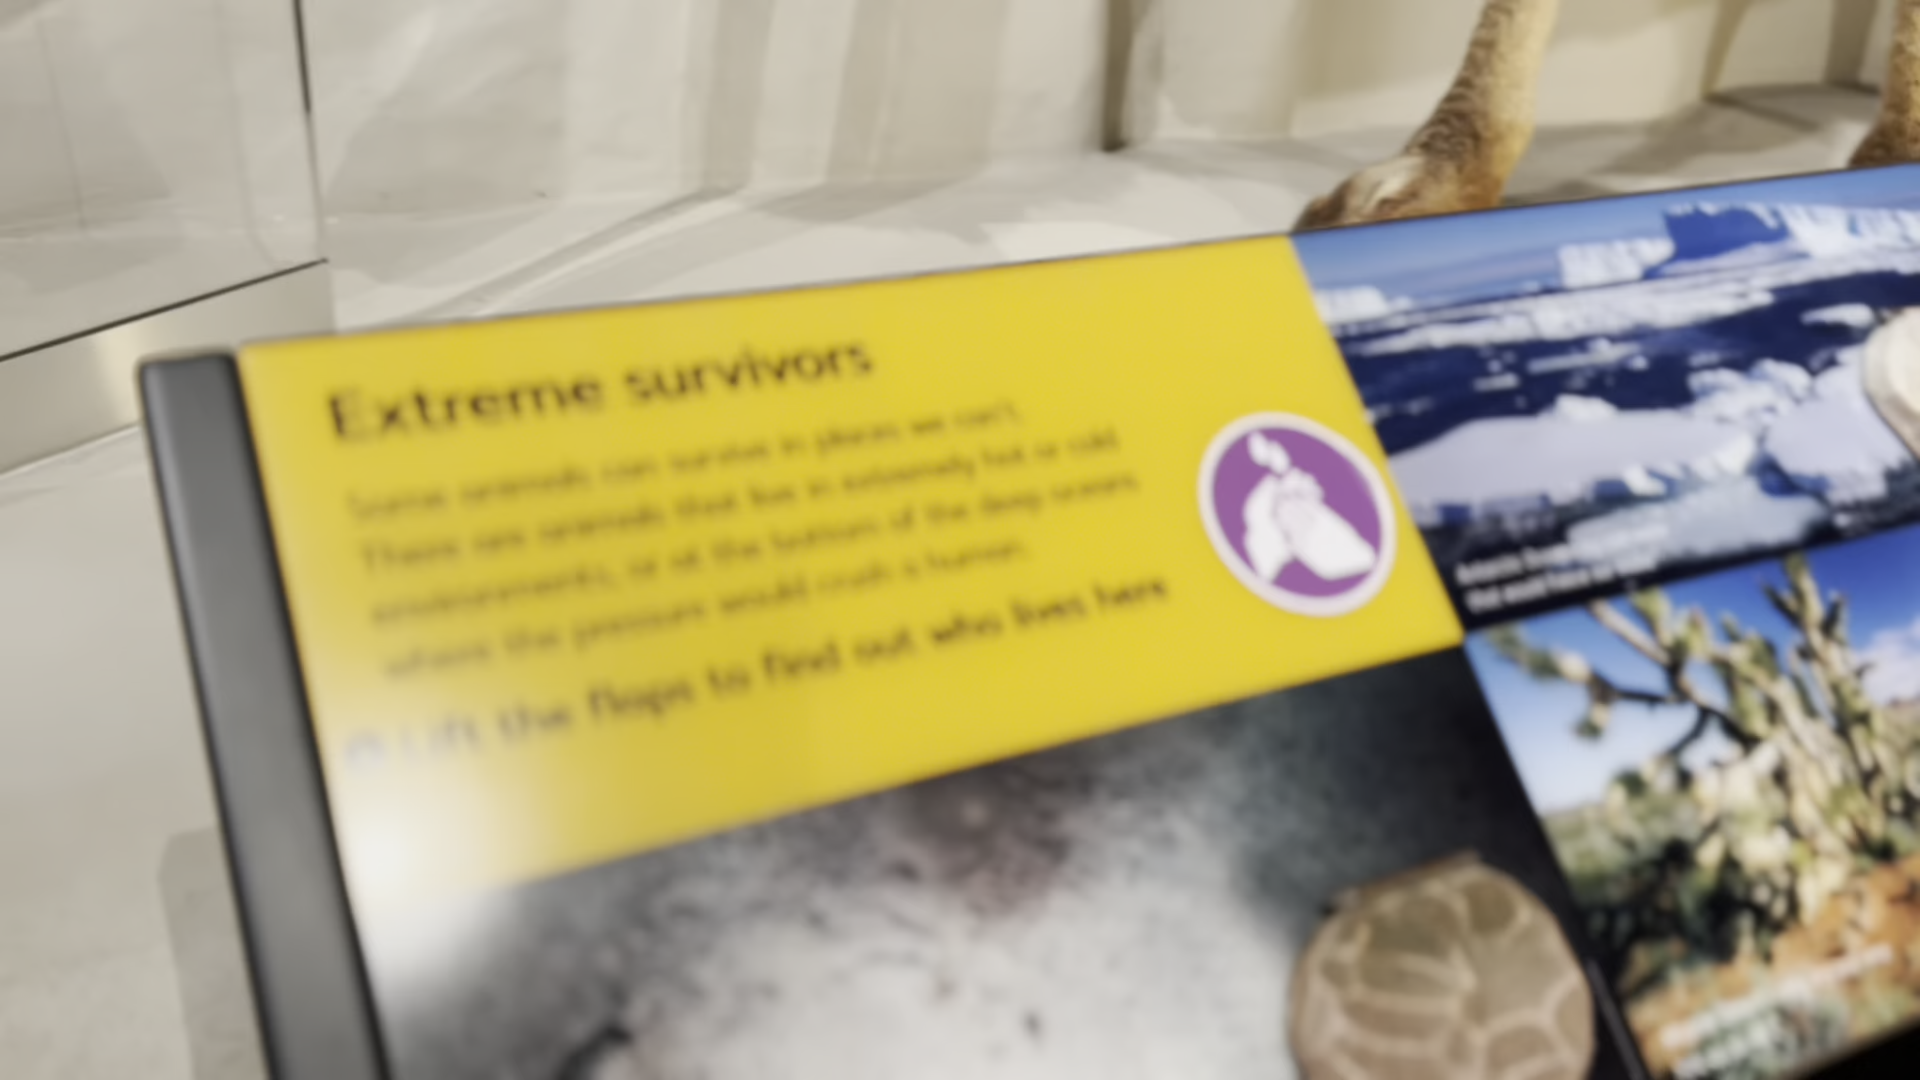 Extreme survivors
Some animals can survive in places we can't.
There are animals that live in extremely hot or cold
environments, or at the bottom of the deep oceans,
where the pressure would crush a human.
Lift the flaps to find out who lives here